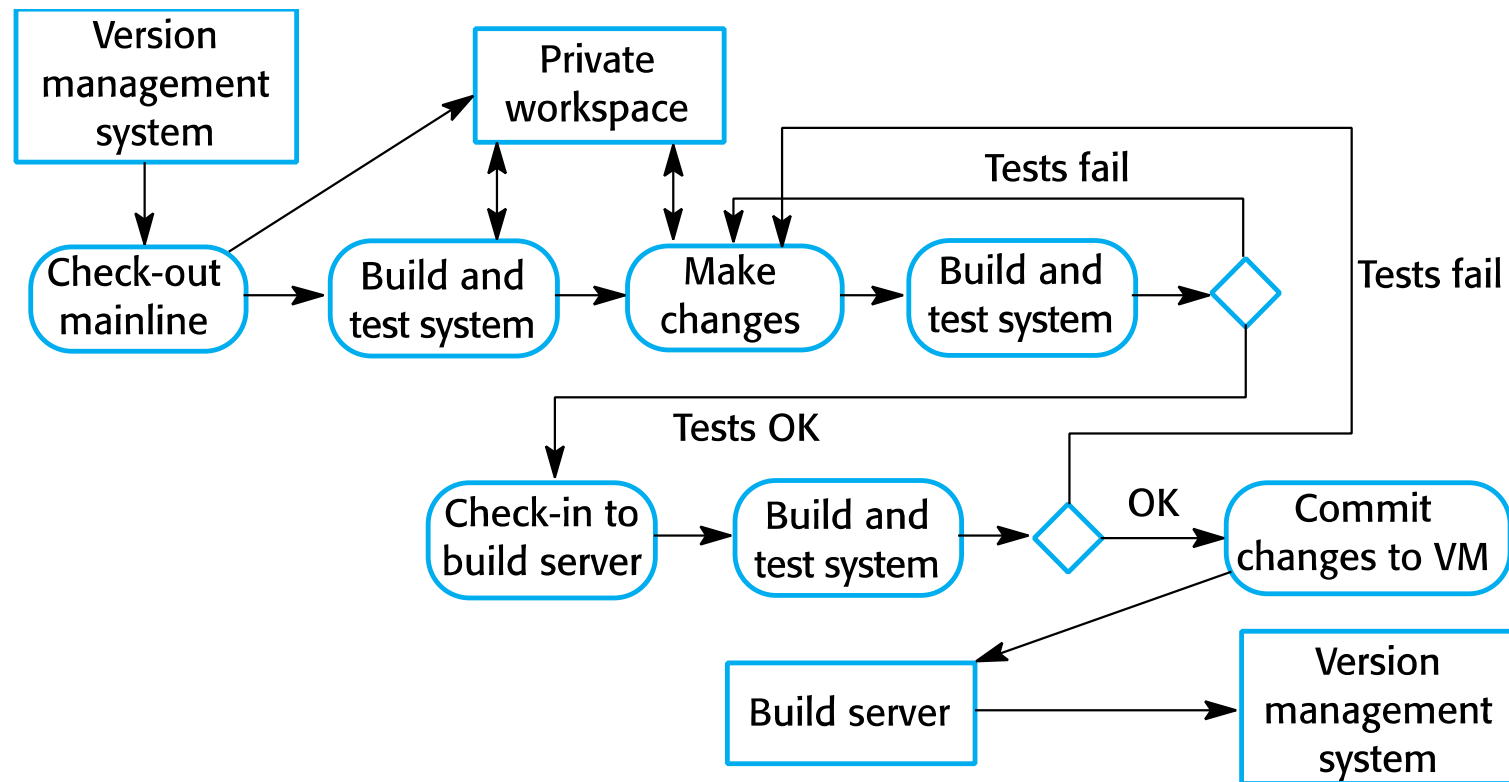 Version
management
system
Private
workspace
Tests fail
Check-out
mainline
Build and
test system
Make
changes
Build and
test system
Tests fail
Tests OK
Check-in to
build server
Build and
test system
OK
Commit
changes to VM
Build server
Version
management
system